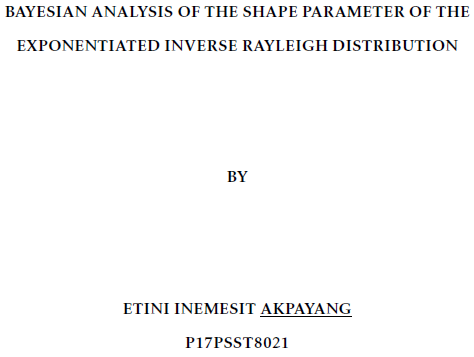 BAYESIAN ANALYSIS OF THE SHAPE PARAMETER OF THE
EXPONENTIATED INVERSE RAYLEIGH DISTRIBUTION
BY
ETINI INEMESIT AKPAYANG
P17PSST8021